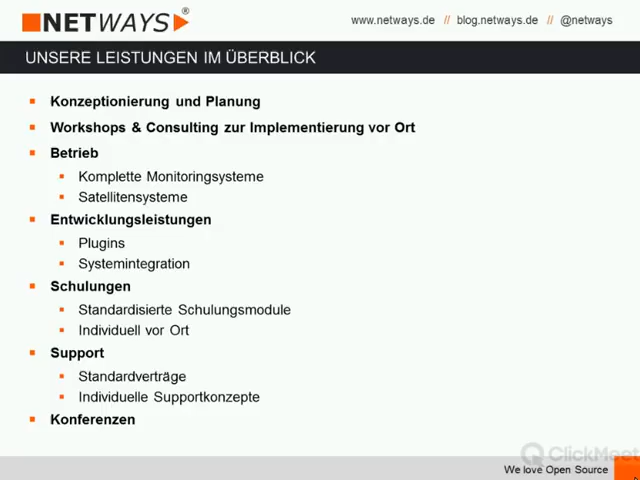 NETWAYS®
www.netways.de // blog.netways.de // @netways
UNSERE LEISTUNGEN IM ÜBERBLICK
Konzeptionierung und Planung
Workshops & Consulting zur Implementierung vor Ort
Betrieb
Komplette Monitoringsysteme
Satellitensysteme
Entwicklungsleistungen
Plugins
Systemintegration
Schulungen
Standardisierte Schulungsmodule
Individuell vor Ort
Support
Standardverträge
Individuelle Supportkonzepte
Konferenzen
ClickMeet
We love Open Source